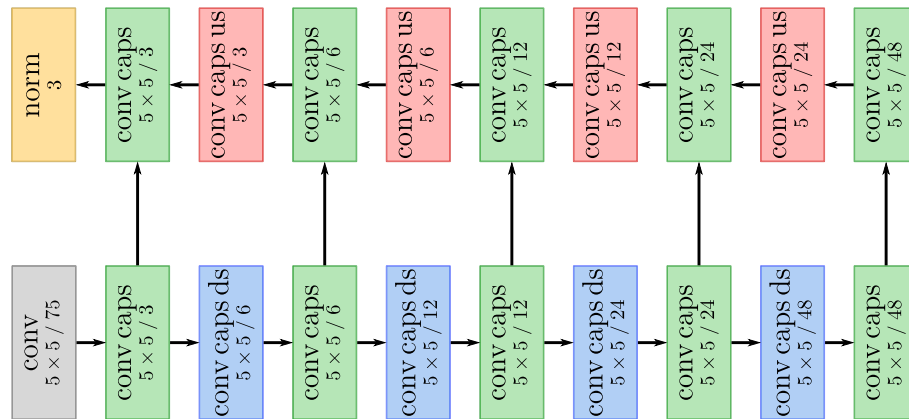 norm
3
conv caps
5 × 5 / 3
conv caps us
5 × 5 / 3
conv caps
5 × 5 / 6
conv caps us
5 × 5 / 6
conv caps
5 × 5 / 12
conv caps us
5 × 5 / 12
conv caps
5 × 5 / 24
conv caps us
5 × 5 / 24
conv caps
5 × 5 / 48
conv
5 × 5 / 75
conv caps
5 × 5 / 3
conv caps ds
5 × 5 / 6
conv caps
5 × 5 / 6
conv caps ds
5 × 5 / 12
conv caps
5 × 5 / 12
conv caps ds
5 × 5 / 24
conv caps
5 × 5 / 24
conv caps ds
5 × 5 / 48
conv caps
5 × 5 / 48